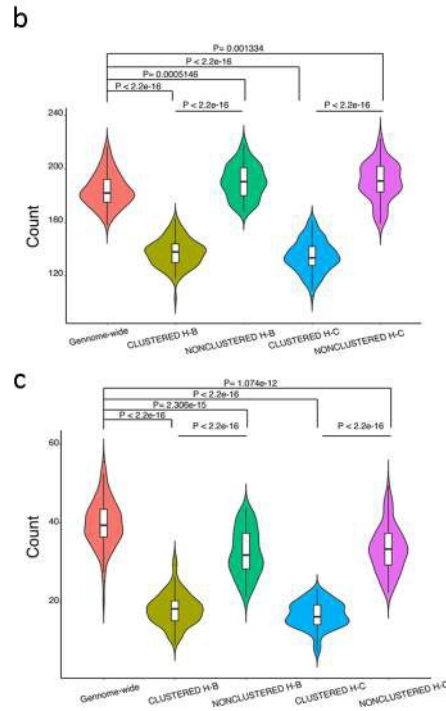 b
P= 0.001334
P < 2.2e-16
P = 0.0005146
P < 2.2e-16
P < 2.2e-16
P < 2.2e-16
240
200
180
120
Count
Gennome-wide
CLUSTERED H-B
NONCLUSTERED H-B
CLUSTERED H-C
NONCLUSTERED H-C
c
P= 1.074e-12
P < 2.2e-16
P = 2.306e-15
P < 2.2e-16
P < 2.2e-16
P < 2.2e-16
60
40
20
Count
Gennome-wide
CLUSTERED H-B
NONCLUSTERED H-B
CLUSTERED H-C
NONCLUSTERED H-C